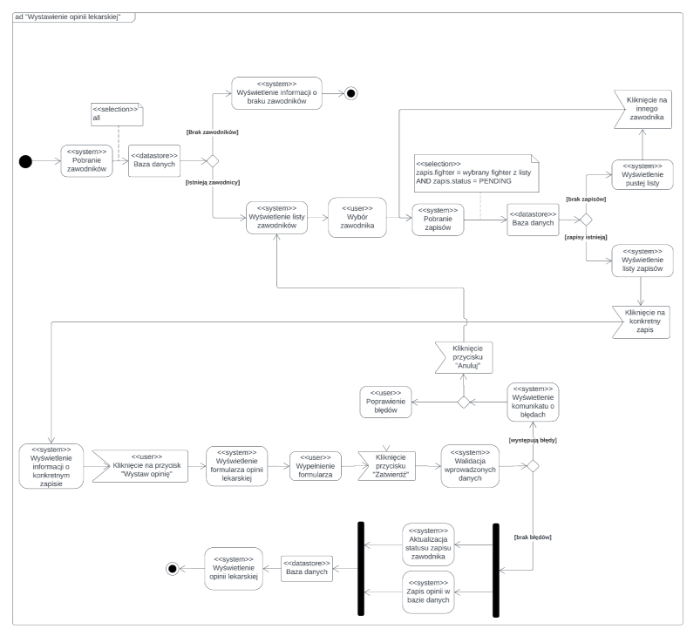 ad "Wystawienie opinii lekarskiej"
<<system>>
Wyświetlenie informacji o
braku zawodników
<<selection>>
all
[Brak zawodników]
<<system>>
Pobranie
zawodników
<<datastore>>
Baza danych
[Istnieją zawodnicy]
<<system>>
Wyświetlenie listy
zawodników
<<user>>
Wybór
zawodnika
<<selection>>
zapis.fighter = wybrany fighter z listy
AND zapis.status = PENDING
<<system>>
Pobranie
zapisów
<<datastore>>
Baza danych
Kliknięcie na
innego
zawodnika
<<system>>
Wyświetlenie
pustej listy
[brak zapisów]
[zapisy istnieją]
<<system>>
Wyświetlenie
listy zapisów
Kliknięcie na
konkretny
zapis
Kliknięcie
przycisku
"Anuluj"
<<user>>
Poprawienie
błędów
<<system>>
Wyświetlenie
komunikatu o
błędach
[występują błędy]
<<system>>
Wyświetlenie
informacji o
konkretnym
zapisie
<<user>>
Kliknięcie na przycisk
"Wystaw opinię"
<<system>>
Wyświetlenie
formularza opinii
lekarskiej
<<user>>
Wypełnienie
formularza
Kliknięcie
przycisku
"Zatwierdź"
<<system>>
Walidacja
wprowadzonych
danych
[brak błędów]
<<system>>
Aktualizacja
statusu zapisu
zawodnika
<<system>>
Zapis opinii w
bazie danych
<<datastore>>
Baza danych
<<system>>
Wyświetlenie
opinii lekarskiej